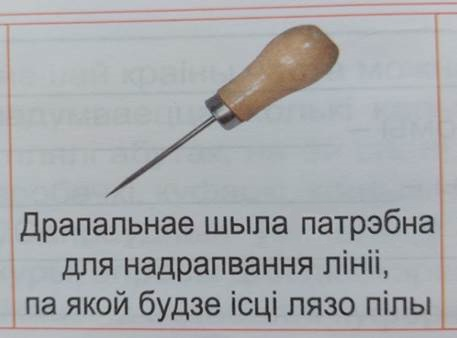 Драпальнае шыла патрэбна
для надрапвання лініі,
па якой будзе ісці лязо пілы